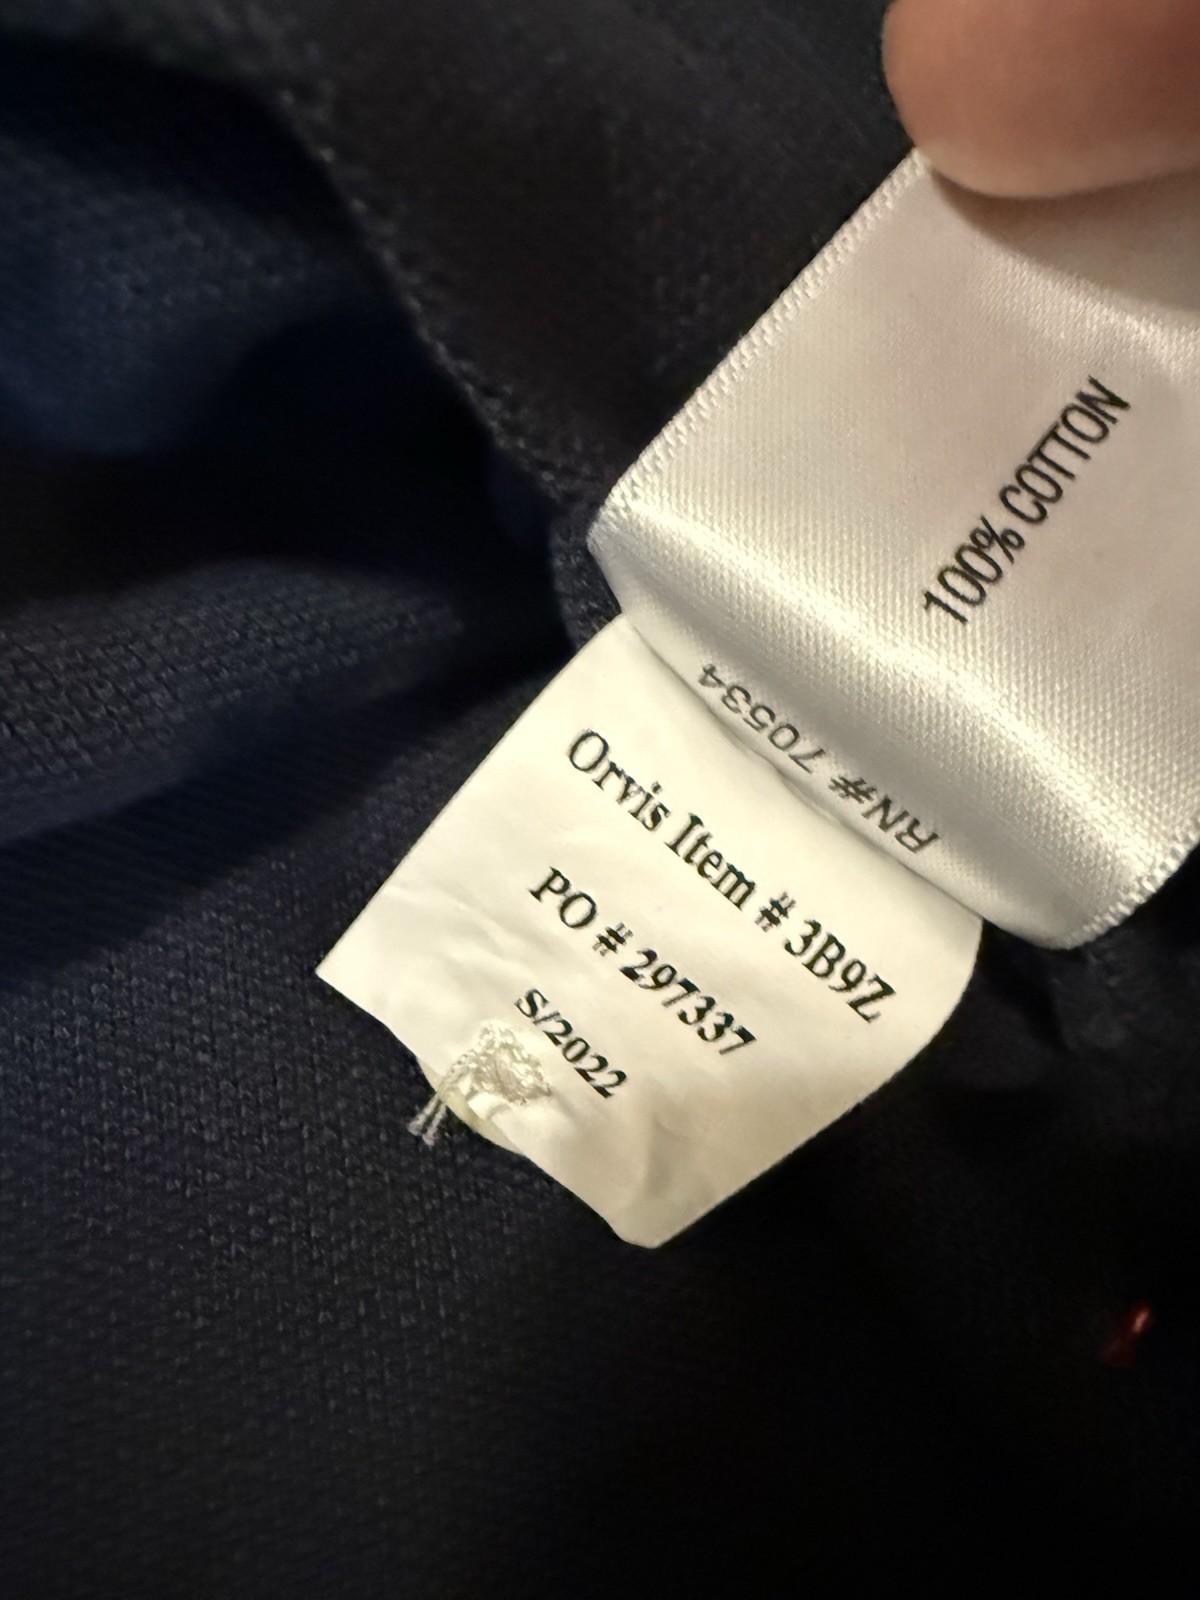 100% COTTON
RN# 70534
Orvis Item # 3B9Z
PO # 297337
S/2022